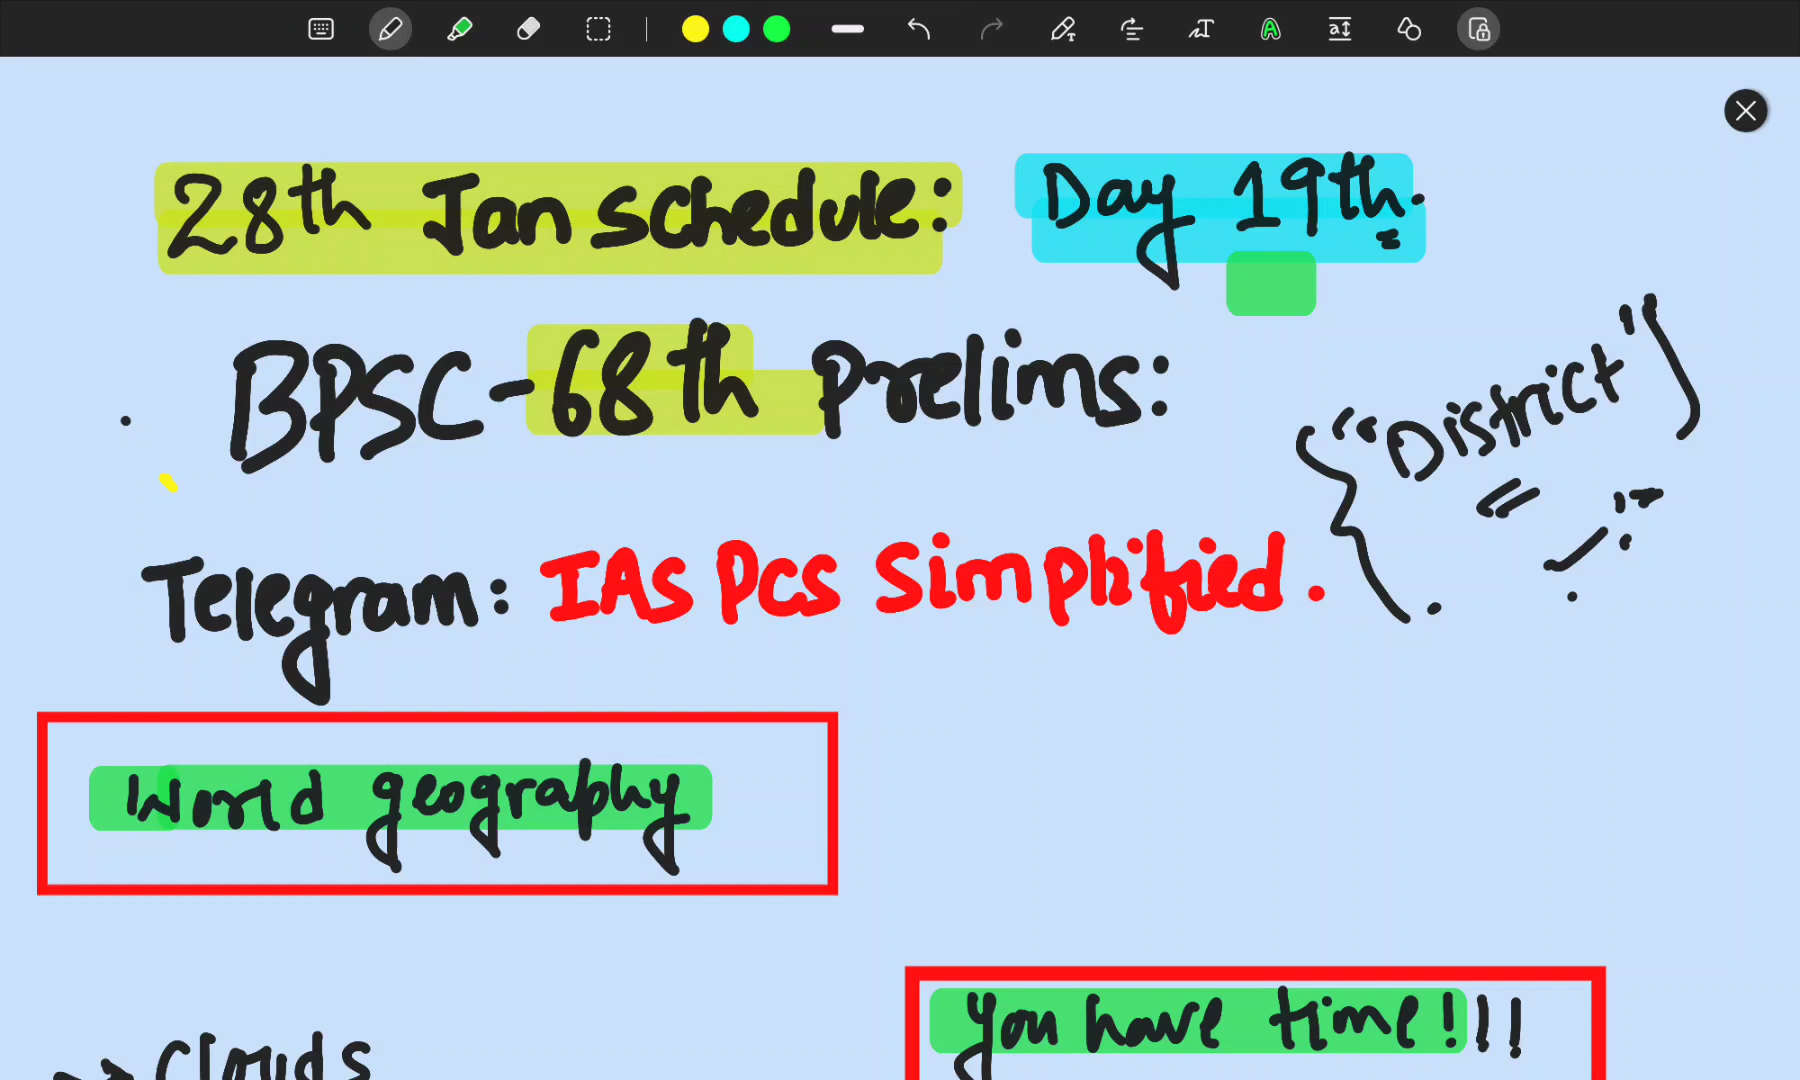 28th Jan schedule: Day 19th.
BPSC-68th Prelims:
"District"
Telegram: IAS PCS Simplified.
World geography
you have time!!!
→ Clouds